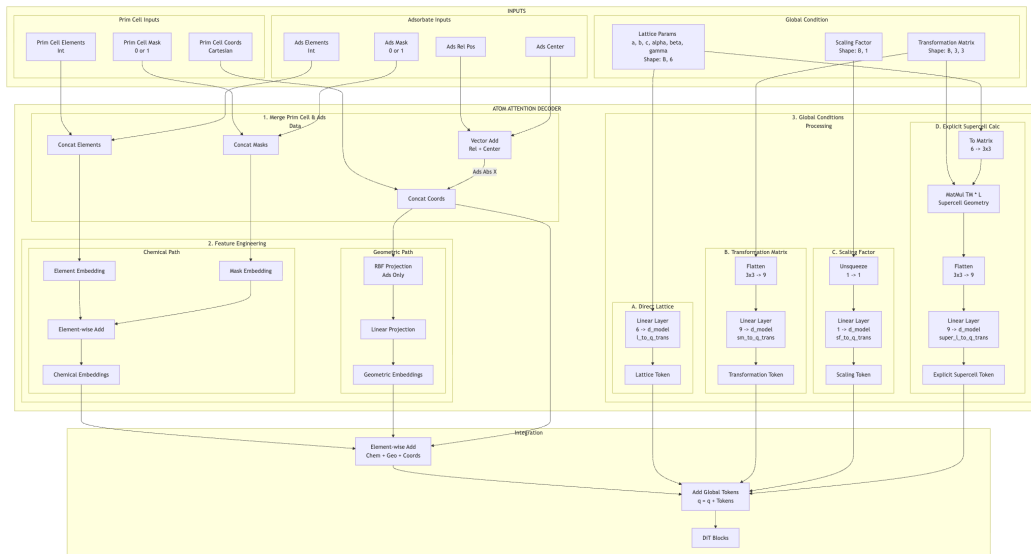 INPUTS
Prim Cell Inputs
Adsorbate Inputs
Global Condition
Prim Cell Elements
Int
Prim Cell Mask
0 or 1
Prim Cell Coords
Cartesian
Ads Elements
Int
Ads Mask
0 or 1
Ads Rel Pos
Ads Center
Lattice Params
a, b, c, alpha, beta,
gamma
Shape: B, 6
Scaling Factor
Shape: B, 1
Transformation Matrix
Shape: B, 3, 3
ATOM ATTENTION DECODER
1. Merge Prim Cell & Ads
Data
Concat Elements
Concat Masks
Vector Add
Rel + Center
Ads Abs X
Concat Coords
3. Global Conditions
Processing
D. Explicit Supercell Calc
To Matrix
6 -> 3x3
MatMul TM * L
Supercell Geometry
2. Feature Engineering
Chemical Path
Geometric Path
Element Embedding
Mask Embedding
RBF Projection
Ads Only
Element-wise Add
Linear Projection
Chemical Embeddings
Geometric Embeddings
B. Transformation Matrix
C. Scaling Factor
Flatten
3x3 -> 9
Unsqueeze
1 -> 1
Flatten
3x3 -> 9
A. Direct Lattice
Linear Layer
6 -> d_model
l_to_q_trans
Linear Layer
9 -> d_model
sm_to_q_trans
Linear Layer
1 -> d_model
sf_to_q_trans
Linear Layer
9 -> d_model
super_l_to_q_trans
Lattice Token
Transformation Token
Scaling Token
Explicit Supercell Token
Integration
Element-wise Add
Chem + Geo + Coords
Add Global Tokens
q + q + Tokens
DiT Blocks